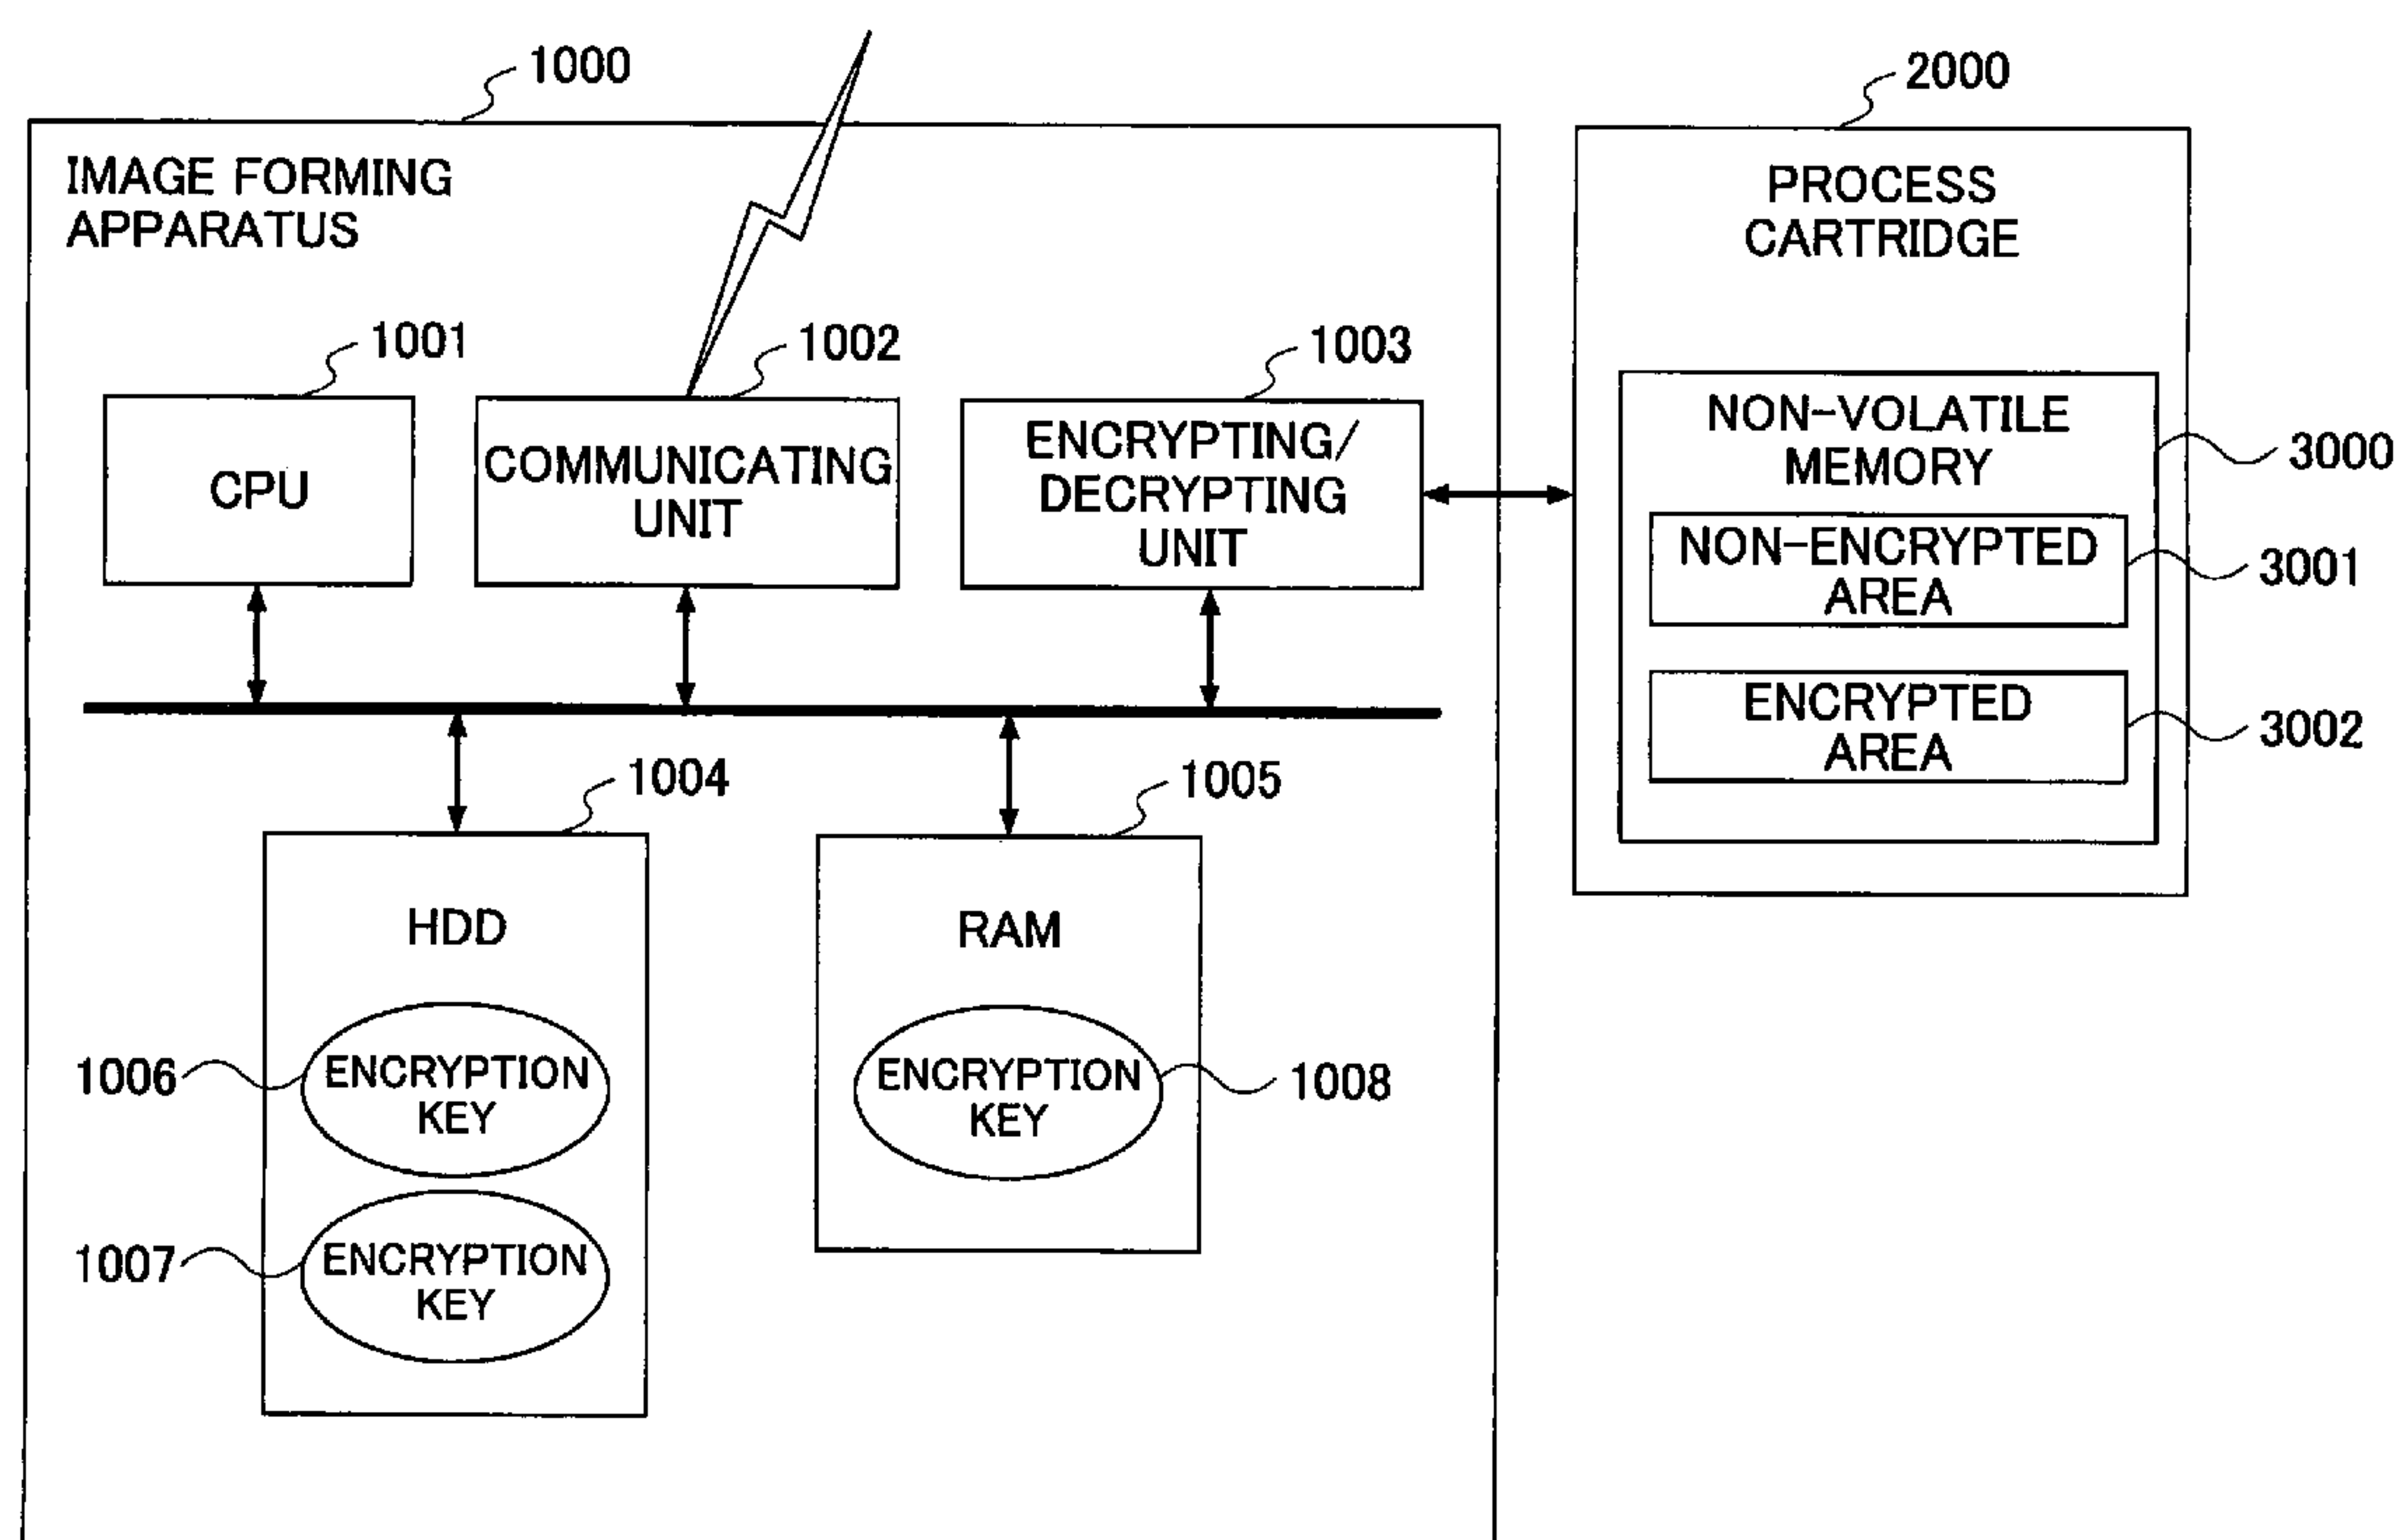 1000
2000
IMAGE FORMING
APPARATUS
PROCESS
CARTRIDGE
1001
1002
1003
CPU
COMMUNICATING
UNIT
ENCRYPTING/
DECRYPTING
UNIT
NON-VOLATILE
MEMORY
3000
NON-ENCRYPTED
AREA
3001
ENCRYPTED
AREA
3002
1004
1005
HDD
RAM
1006
ENCRYPTION
KEY
ENCRYPTION
KEY
1008
1007
ENCRYPTION
KEY